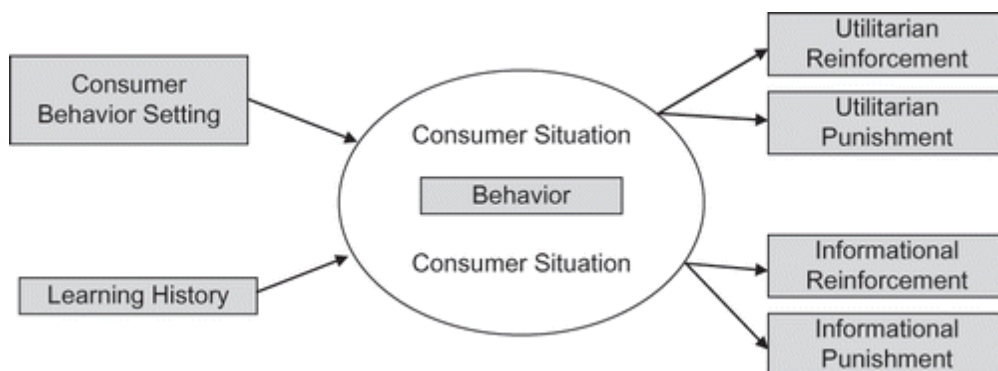 Consumer
Behavior Setting
Learning History
Consumer Situation
Behavior
Consumer Situation
Utilitarian
Reinforcement
Utilitarian
Punishment
Informational
Reinforcement
Informational
Punishment